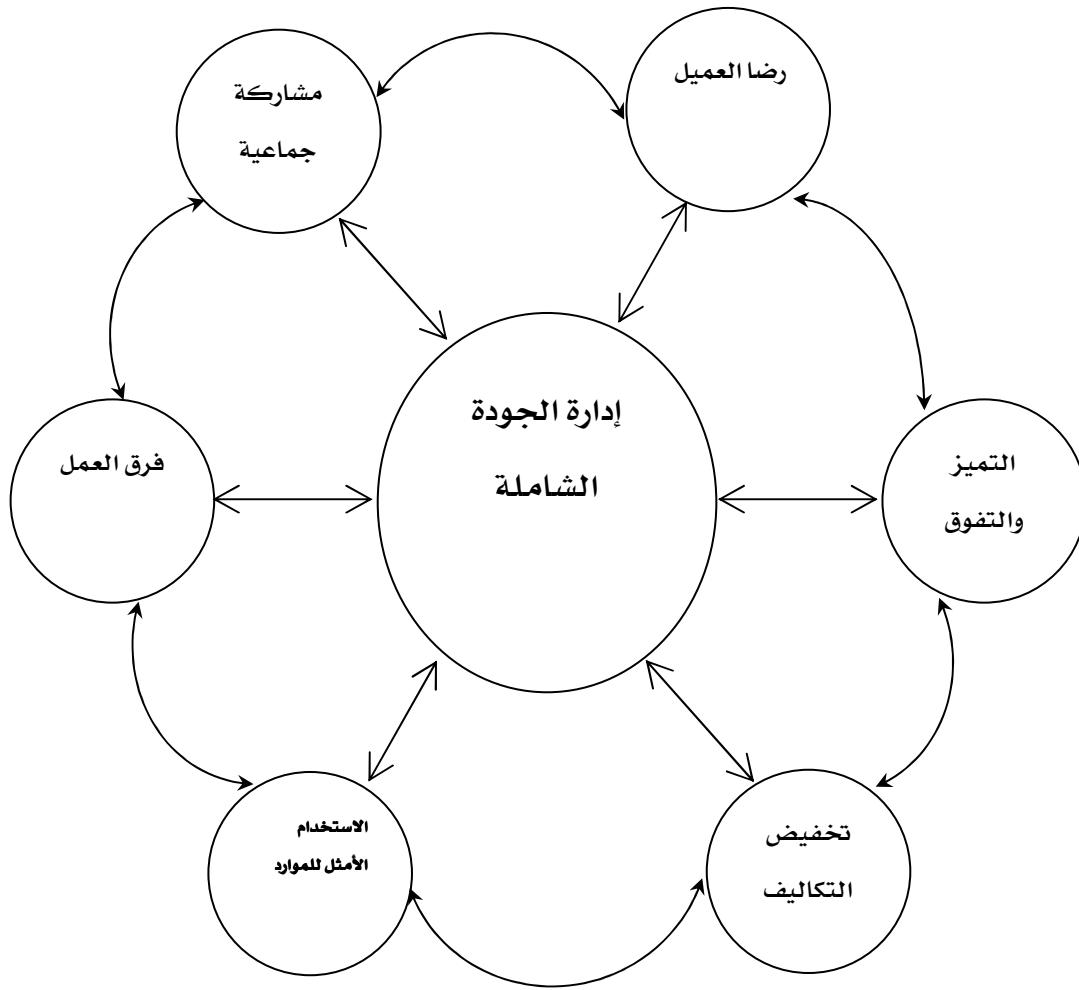 رضا العميل
مشاركة
جماعية
إدارة الجودة
الشاملة
التميز
والتفوق
فرق العمل
تخفيض
التكاليف
الاستخدام
الأمثل للموارد